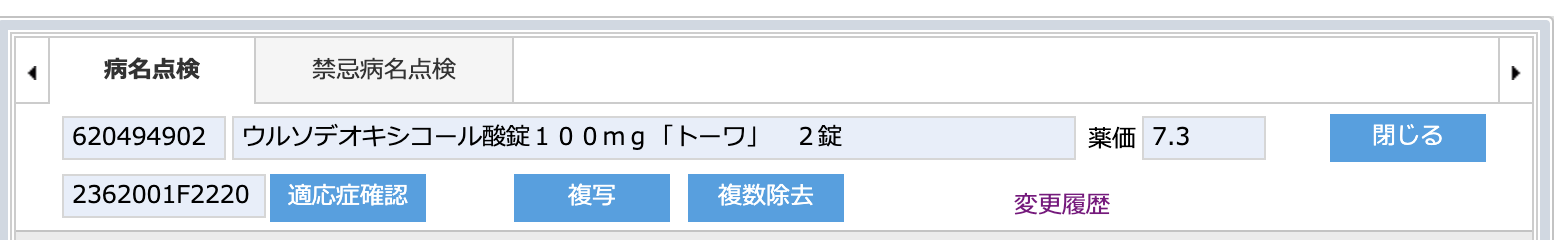 病名点検 禁忌病名点検
620494902 ウルソデオキシコール酸錠１００ｍｇ「トーワ」　２錠 薬価 7.3 閉じる
2362001F2220 適応症確認 複写 複数除去 変更履歴